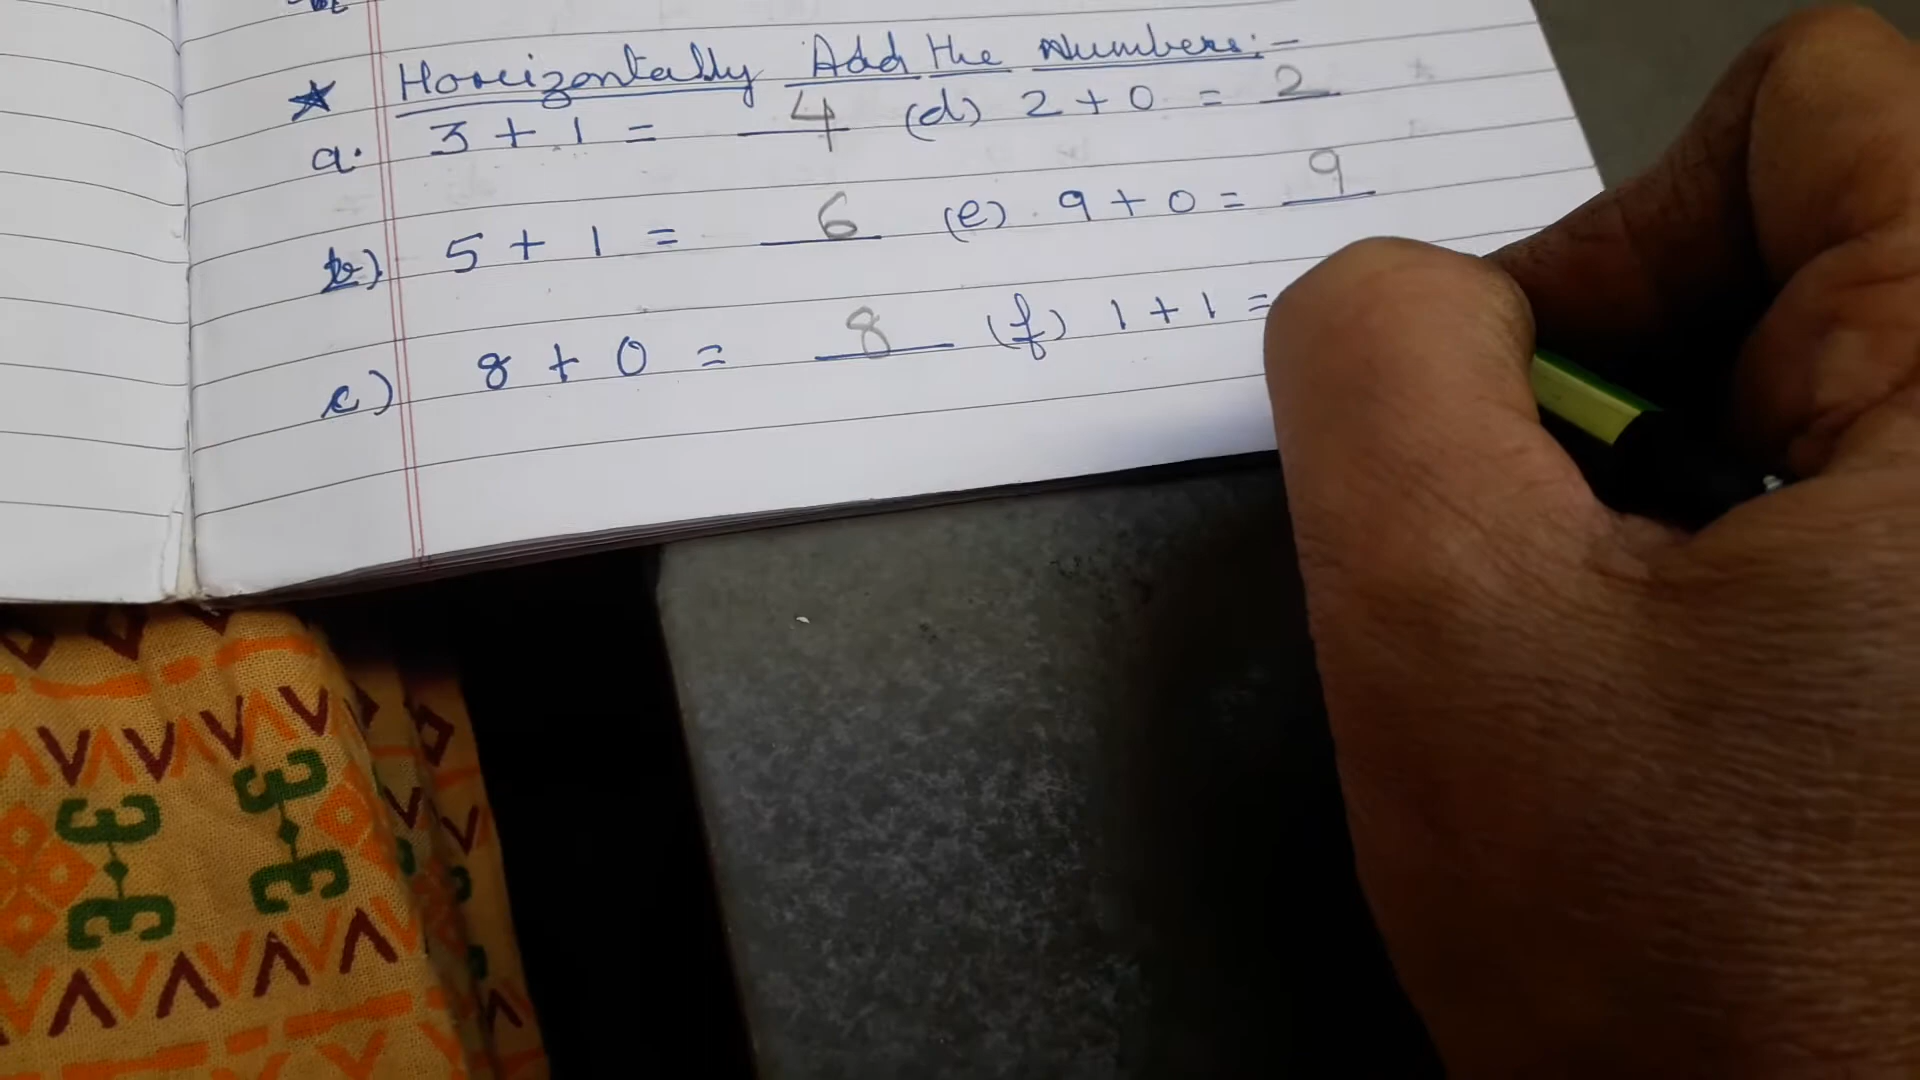 ★ Horizontally Add the Numbers:-
a. 3 + 1 = 4 (d) 2 + 0 = 2
b) 5 + 1 = 6 (e) 9 + 0 = 9
c) 8 + 0 = 8 (f) 1 + 1 =